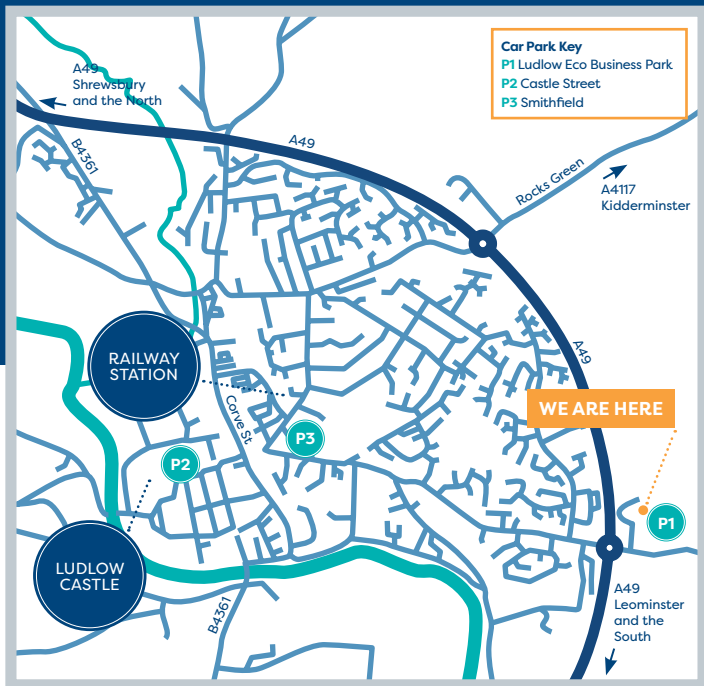 Car Park Key
P1 Ludlow Eco Business Park
P2 Castle Street
P3 Smithfield
A49
Shrewsbury
and the North
A49
B4361
Rocks Green
A4117
Kidderminster
A49
RAILWAY
STATION
Corve St
WE ARE HERE
P3
P2
P1
LUDLOW
CASTLE
B4361
A49
Leominster
and the
South